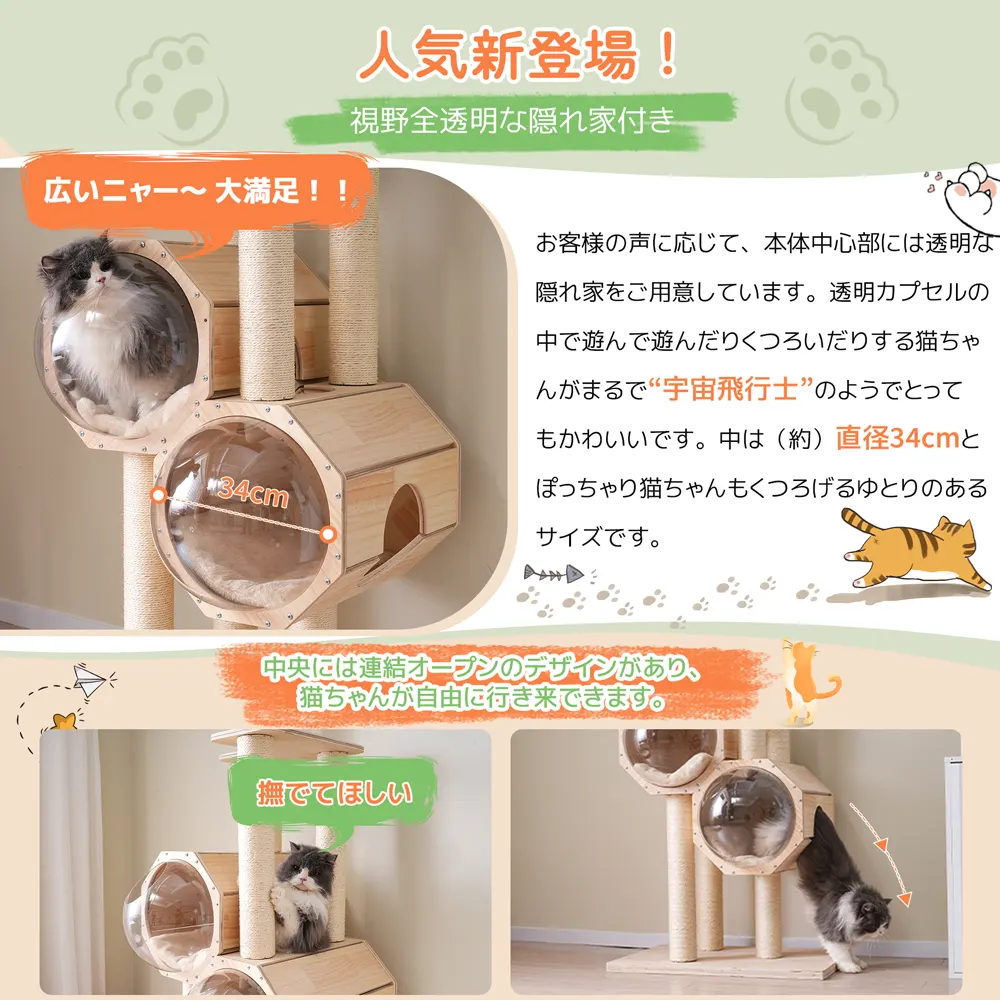 人気新登場！
視野全透明な隠れ家付き
広いニャー～ 大満足！！
お客様の声に応じて、本体中心部には透明な
隠れ家をご用意しています。透明カプセルの
中で遊んで遊んだりくつろいだりする猫ちゃ
んがまるで“宇宙飛行士”のようでとって
もかわいいです。中は（約）直径34cmと
ぽっちゃり猫ちゃんもくつろげるゆとりのある
サイズです。
34cm
中央には連結オープンのデザインがあり、
猫ちゃんが自由に行き来できます。
撫でてほしい